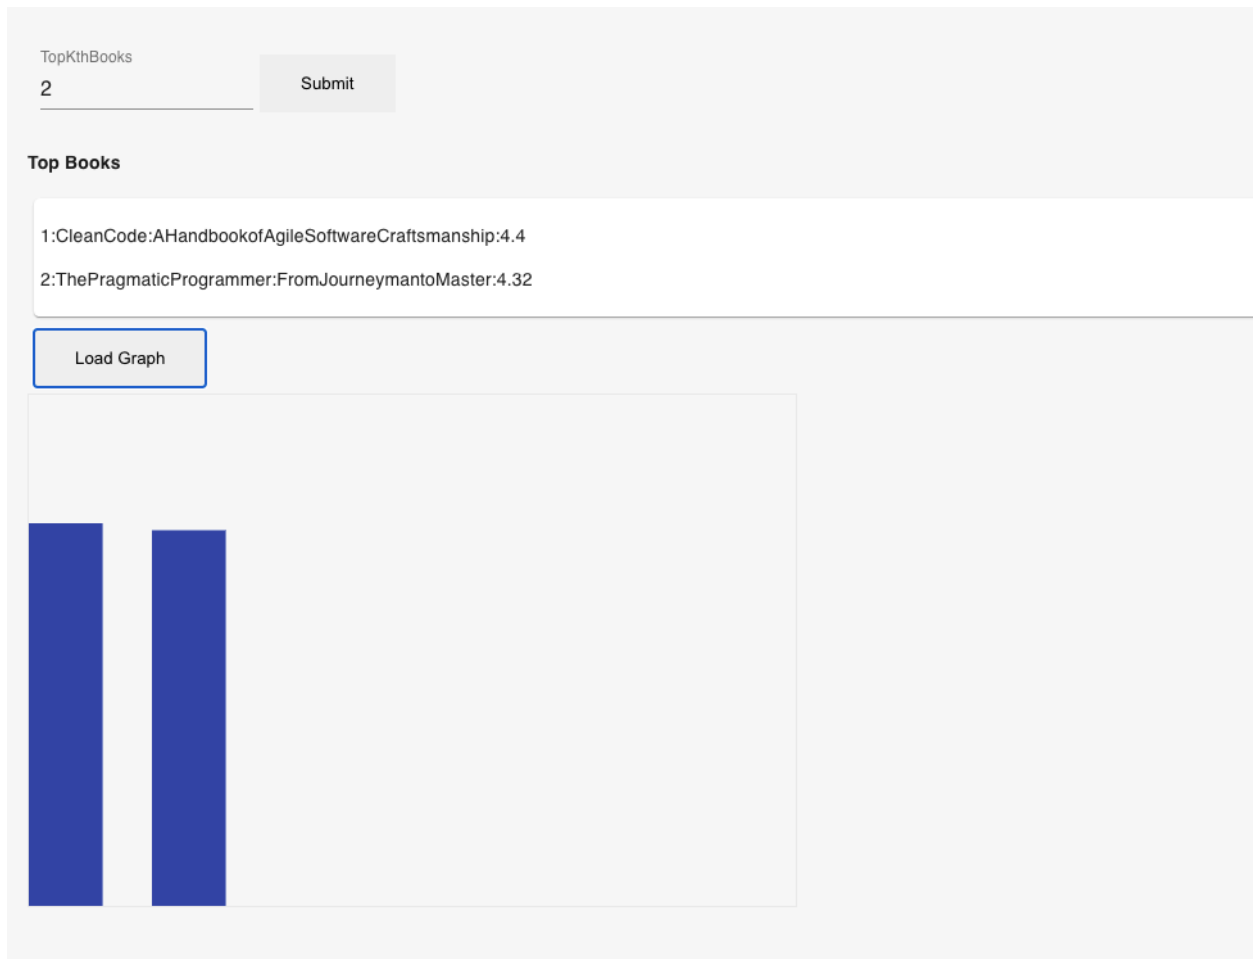 TopKthBooks
2
Submit
Top Books
1:CleanCode:AHandbookofAgileSoftwareCraftsmanship:4.4
2:ThePragmaticProgrammer:FromJourneymantoMaster:4.32
Load Graph